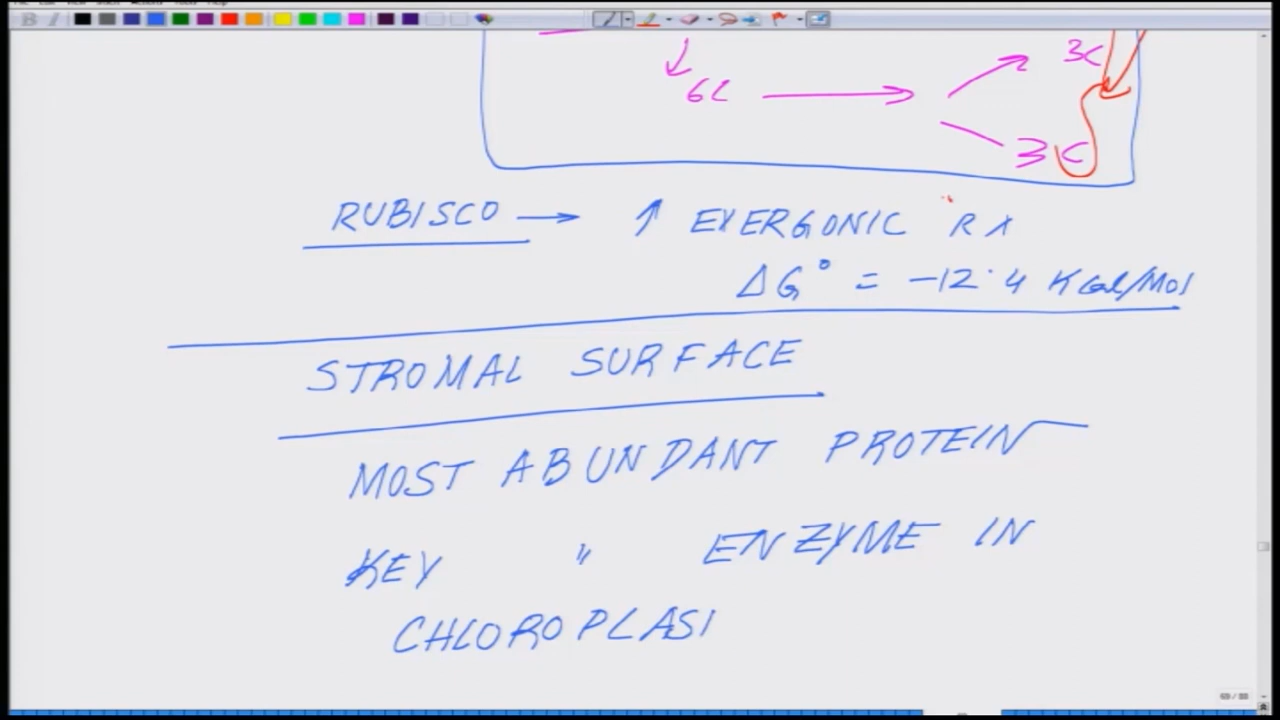 3C
6C
3C
RUBISCO → ↑ EXERGONIC RX
ΔG° = -12.4 KCal/Mol
STROMAL SURFACE
MOST ABUNDANT PROTEIN
KEY " ENZYME IN
CHLOROPLAS